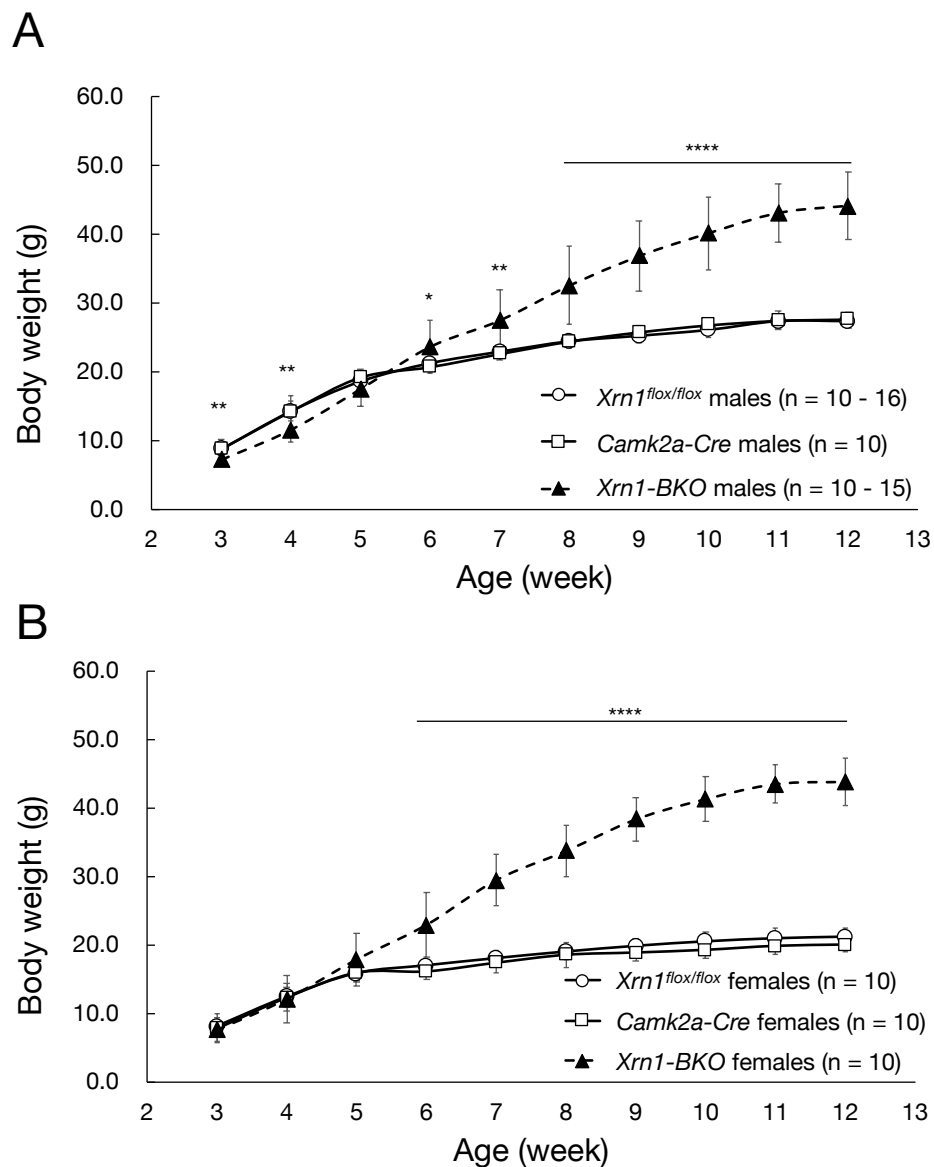 A
60.0
50.0
40.0
30.0
20.0
10.0
0.0
Body weight (g)
**
**
*
**
****
Xrn1flox/flox males (n = 10 - 16)
Camk2a-Cre males (n = 10)
Xrn1-BKO males (n = 10 - 15)
2 3 4 5 6 7 8 9 10 11 12 13
Age (week)
B
60.0
50.0
40.0
30.0
20.0
10.0
0.0
Body weight (g)
****
Xrn1flox/flox females (n = 10)
Camk2a-Cre females (n = 10)
Xrn1-BKO females (n = 10)
2 3 4 5 6 7 8 9 10 11 12 13
Age (week)